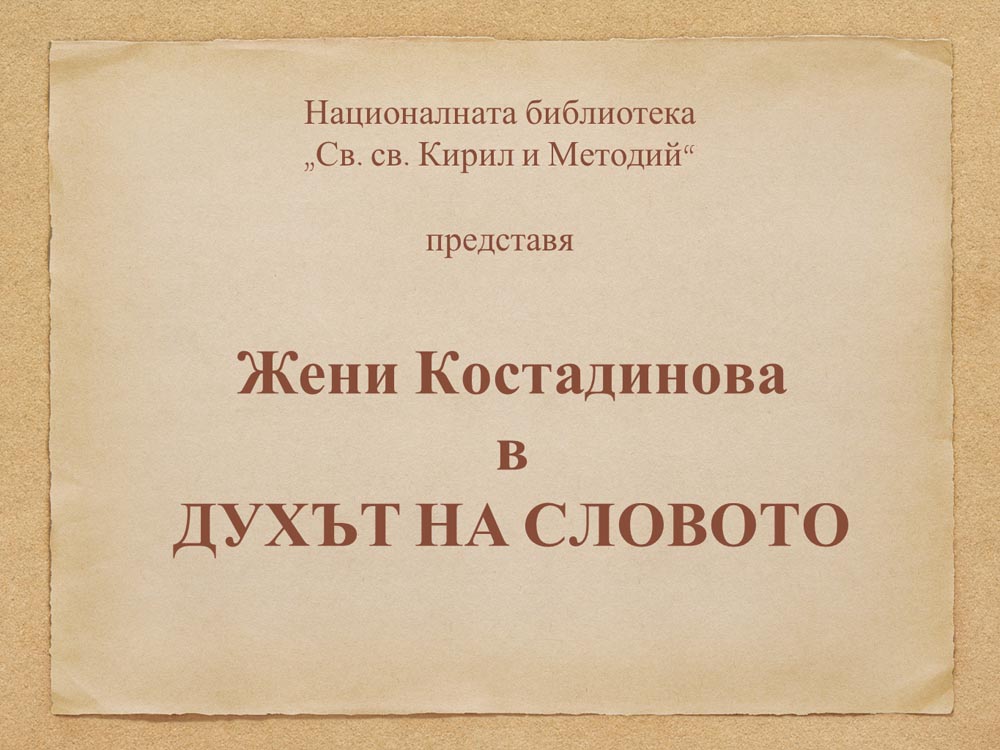 Националната библиотека
„Св. св. Кирил и Методий“
представя
Жени Костадинова
в
ДУХЪТ НА СЛОВОТО